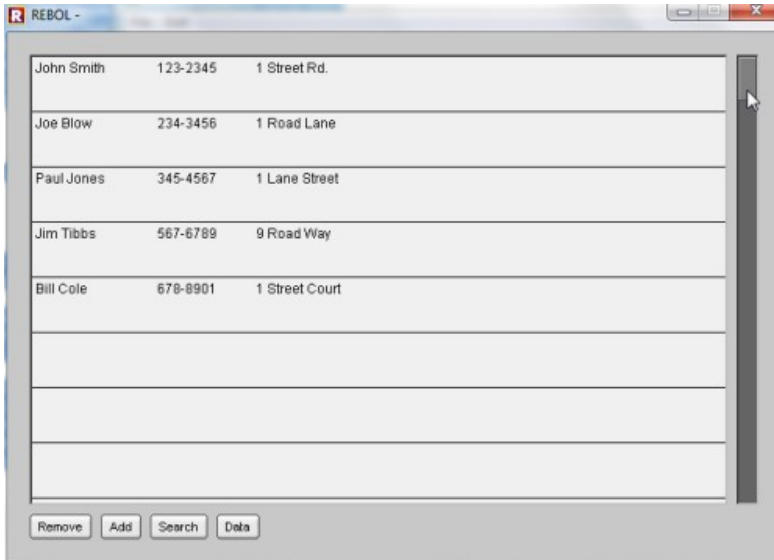 R REBOL -
John Smith 123-2345 1 Street Rd.
Joe Blow 234-3456 1 Road Lane
Paul Jones 345-4567 1 Lane Street
Jim Tibbs 567-6789 9 Road Way
Bill Cole 678-8901 1 Street Court
Remove Add Search Data